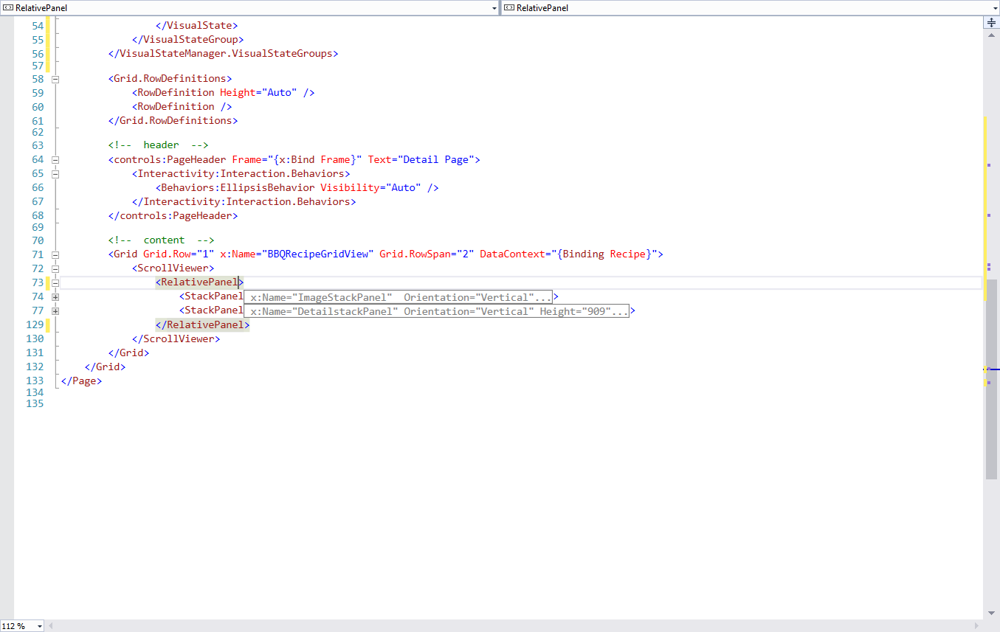 RelativePanel RelativePanel
54 </VisualState>
55 </VisualStateGroup>
56 </VisualStateManager.VisualStateGroups>
57
58 <Grid.RowDefinitions>
59 <RowDefinition Height="Auto" />
60 <RowDefinition />
61 </Grid.RowDefinitions>
62
63 <!-- header -->
64 <controls:PageHeader Frame="{x:Bind Frame}" Text="Detail Page">
65 <Interactivity:Interaction.Behaviors>
66 <Behaviors:EllipsisBehavior Visibility="Auto" />
67 </Interactivity:Interaction.Behaviors>
68 </controls:PageHeader>
69
70 <!-- content -->
71 <Grid Grid.Row="1" x:Name="BBQRecipeGridView" Grid.RowSpan="2" DataContext="{Binding Recipe}">
72 <ScrollViewer>
73 <RelativePanel>
74 <StackPanel x:Name="ImageStackPanel" Orientation="Vertical"...>
77 <StackPanel x:Name="DetailstackPanel" Orientation="Vertical" Height="909"...>
129 </RelativePanel>
130 </ScrollViewer>
131 </Grid>
132 </Grid>
133 </Page>
134
135
112 %